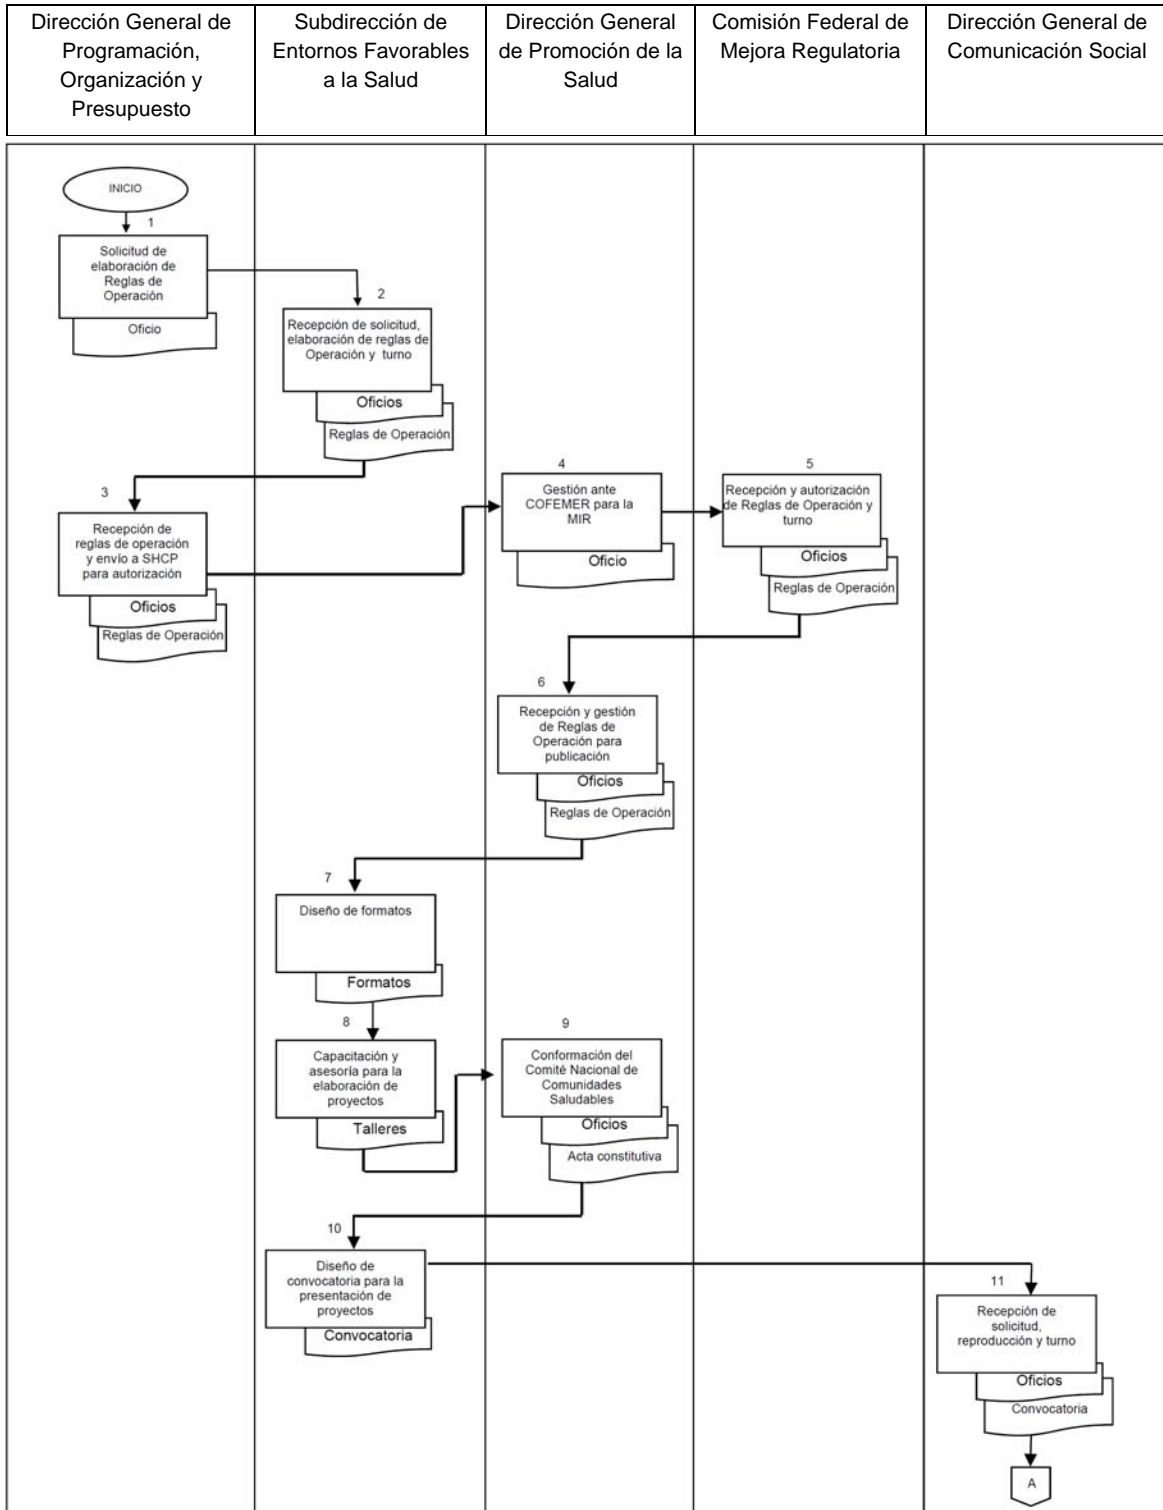 Dirección General de
Programación,
Organización y
Presupuesto
Subdirección de
Entornos Favorables
a la Salud
Dirección General
de Promoción de la
Salud
Comisión Federal de
Mejora Regulatoria
Dirección General de
Comunicación Social
INICIO
1
Solicitud de
elaboración de
Reglas de
Operación
Oficio
2
Recepción de solicitud,
elaboración de reglas de
Operación y turno
Oficios
Reglas de Operación
3
Recepción de
reglas de operación
y envío a SHCP
para autorización
Oficios
Reglas de Operación
4
Gestión ante
COFEMER para la
MIR
Oficio
5
Recepción y autorización
de Reglas de Operación y
turno
Oficios
Reglas de Operación
6
Recepción y gestión
de Reglas de
Operación para
publicación
Oficios
Reglas de Operación
7
Diseño de formatos
Formatos
8
Capacitación y
asesoría para la
elaboración de
proyectos
Talleres
9
Conformación del
Comité Nacional de
Comunidades
Saludables
Oficios
Acta constitutiva
10
Diseño de
convocatoria para la
presentación de
proyectos
Convocatoria
11
Recepción de
solicitud,
reproducción y turno
Oficios
Convocatoria
A